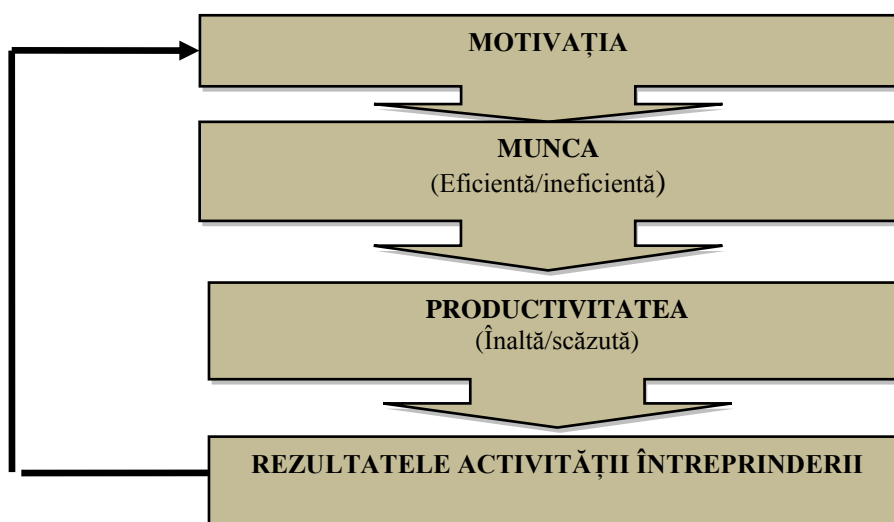 MOTIVAȚIA
MUNCA
(Eficientă/ineficientă)
PRODUCTIVITATEA
(Înaltă/scăzută)
REZULTATELE ACTIVITĂȚII ÎNTREPRINDERII